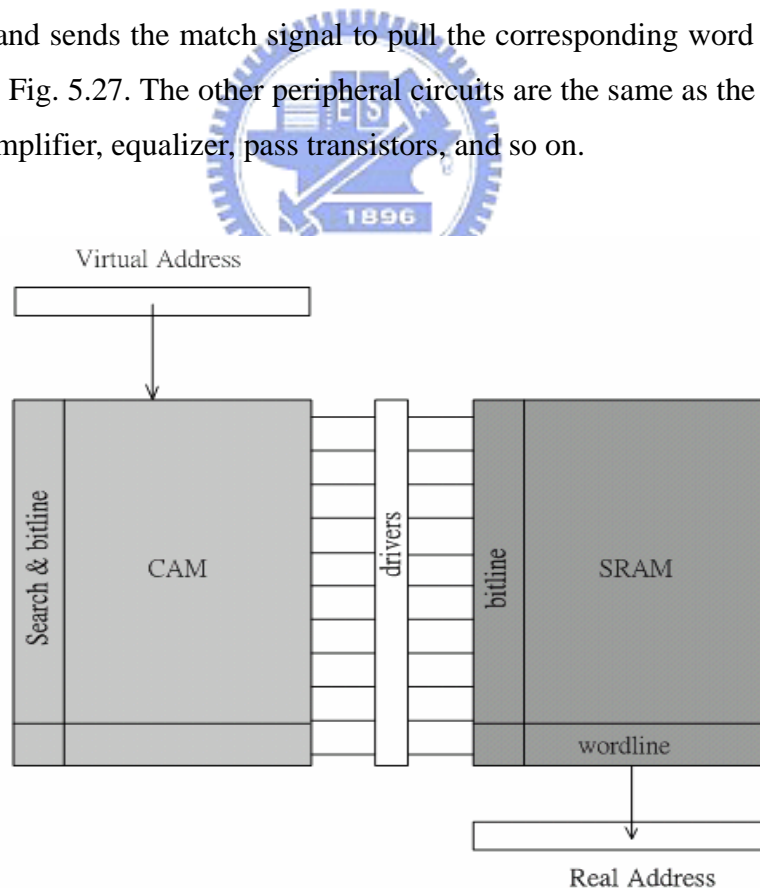 and sends the match signal to pull the corresponding word
Fig. 5.27. The other peripheral circuits are the same as the
mplifier, equalizer, pass transistors, and so on.
ES
1896
Virtual Address
Search & bitline
CAM
drivers
bitline
SRAM
wordline
Real Address